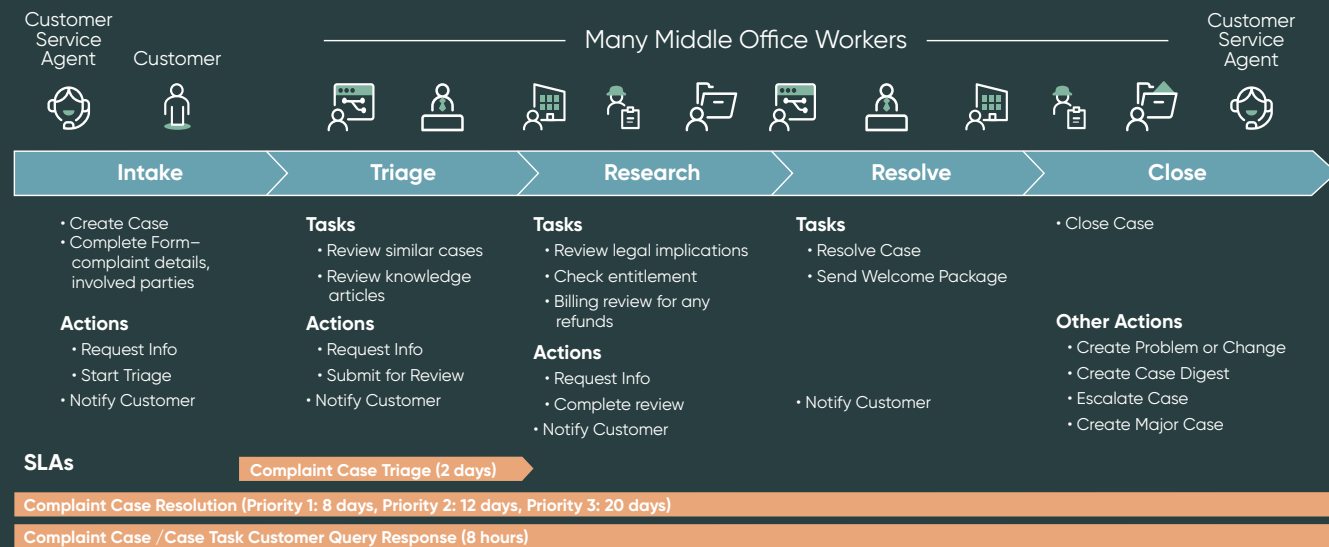 Customer
Service
Agent
Customer
Many Middle Office Workers
Customer
Service
Agent
Intake
Triage
Research
Resolve
Close
• Create Case
• Complete Form–
complaint details,
involved parties
Actions
• Request Info
• Start Triage
• Notify Customer
Tasks
• Review similar cases
• Review knowledge
articles
Actions
• Request Info
• Submit for Review
• Notify Customer
Tasks
• Review legal implications
• Check entitlement
• Billing review for any
refunds
Actions
• Request Info
• Complete review
• Notify Customer
Tasks
• Resolve Case
• Send Welcome Package
• Notify Customer
• Close Case
Other Actions
• Create Problem or Change
• Create Case Digest
• Escalate Case
• Create Major Case
SLAs
Complaint Case Triage (2 days)
Complaint Case Resolution (Priority 1: 8 days, Priority 2: 12 days, Priority 3: 20 days)
Complaint Case /Case Task Customer Query Response (8 hours)